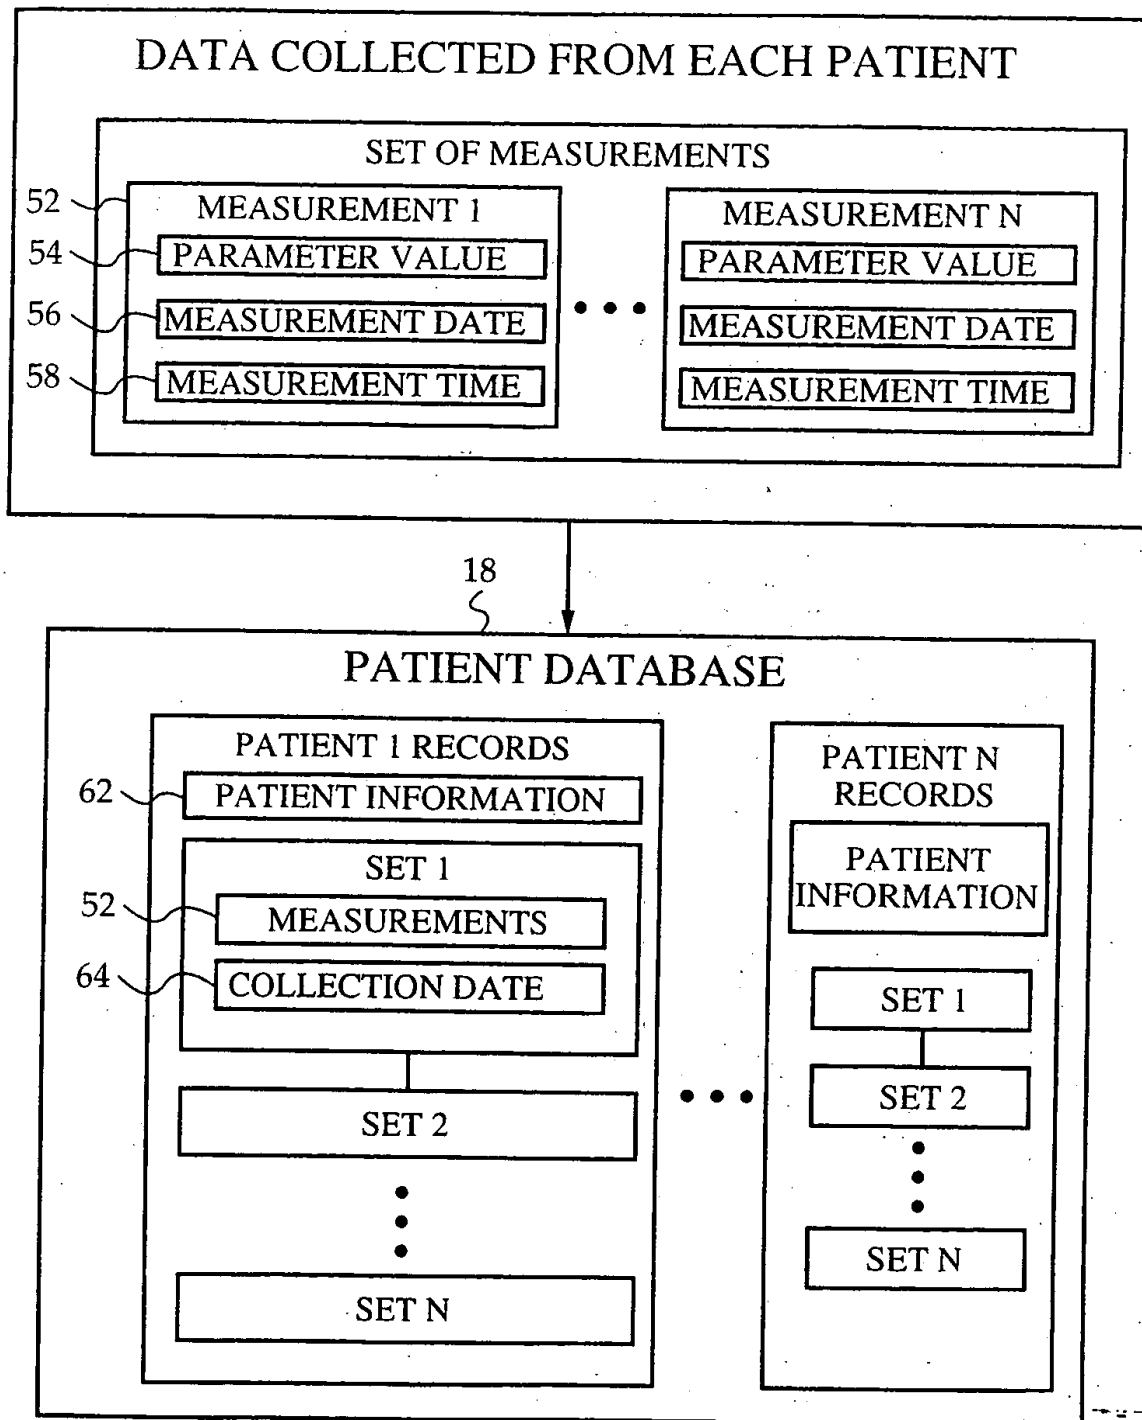 DATA COLLECTED FROM EACH PATIENT
SET OF MEASUREMENTS
52
MEASUREMENT 1
54
PARAMETER VALUE
56
MEASUREMENT DATE
58
MEASUREMENT TIME
MEASUREMENT N
PARAMETER VALUE
MEASUREMENT DATE
MEASUREMENT TIME
18
PATIENT DATABASE
PATIENT 1 RECORDS
62
PATIENT INFORMATION
SET 1
52
MEASUREMENTS
64
COLLECTION DATE
SET 2
SET N
PATIENT N
RECORDS
PATIENT
INFORMATION
SET 1
SET 2
SET N